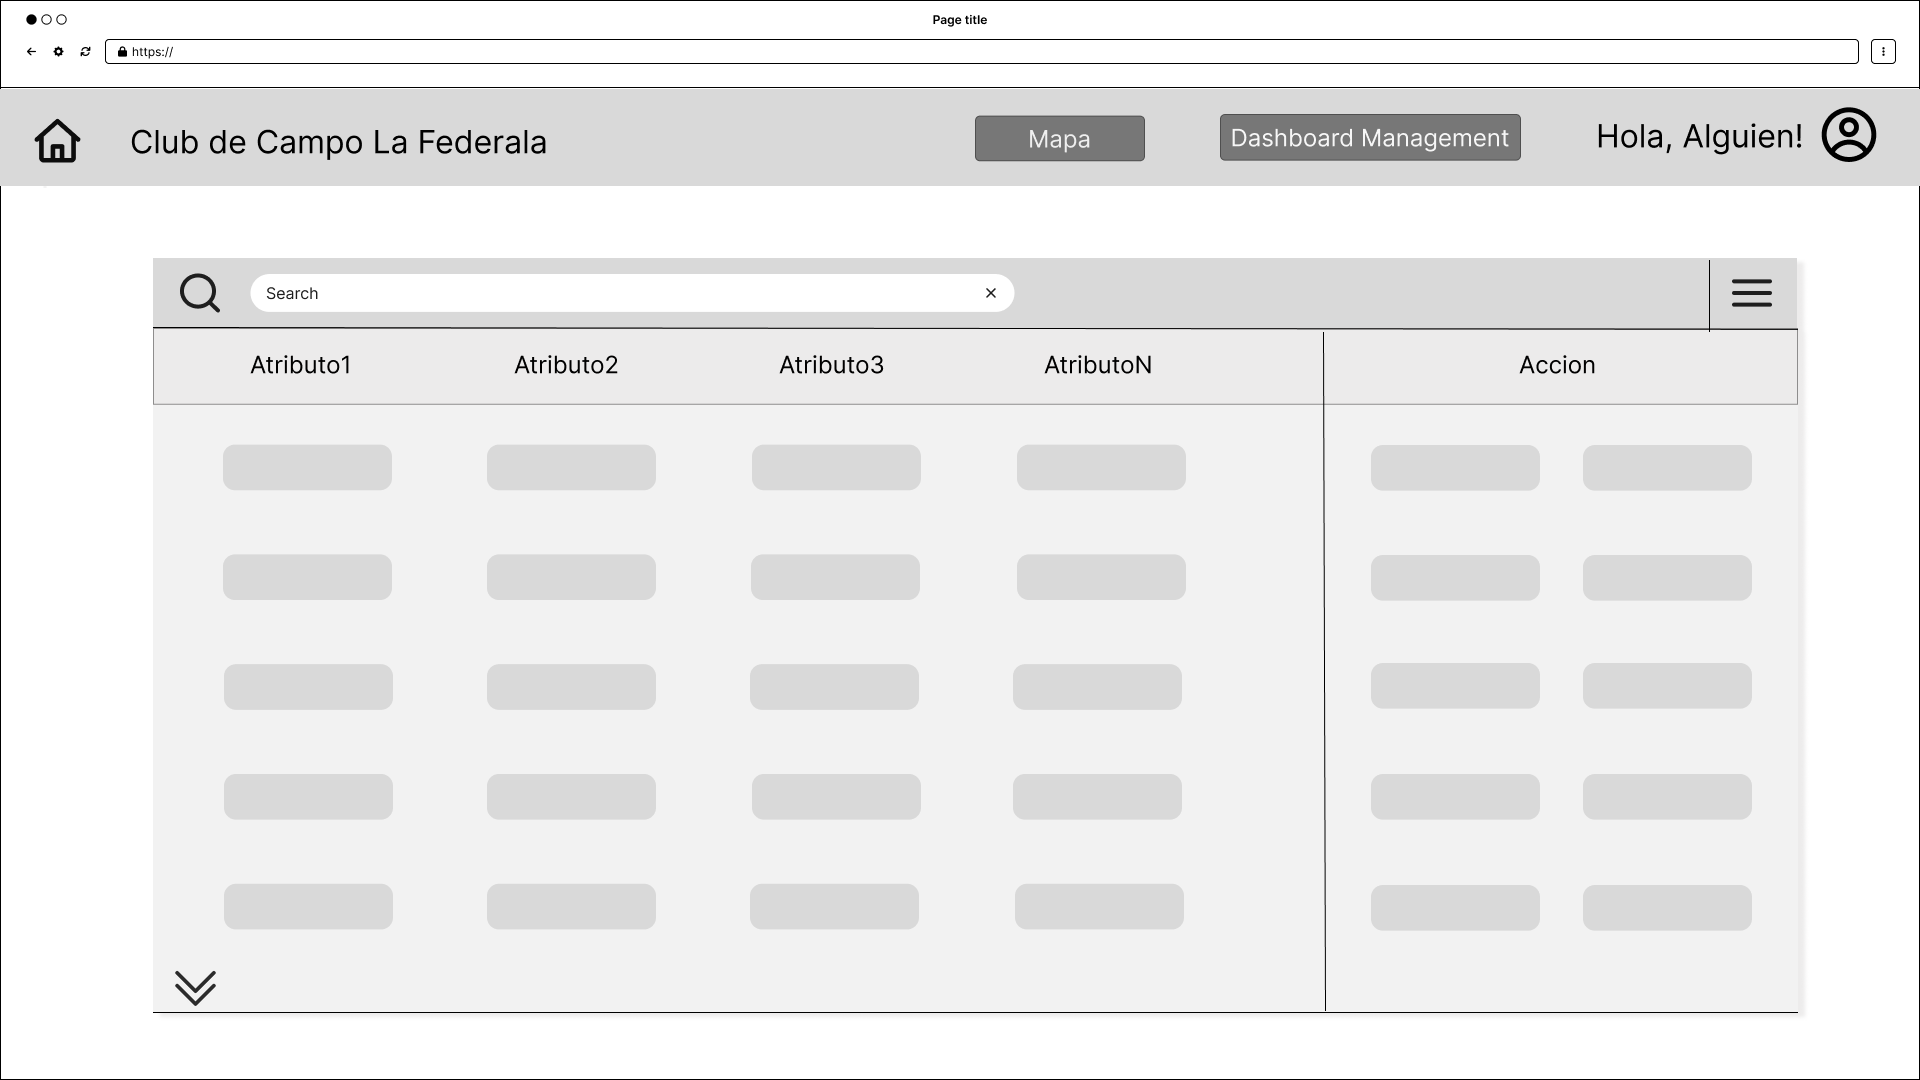 Page title
https://
Club de Campo La Federala
Mapa
Dashboard Management
Hola, Alguien!
Search
Atributo1
Atributo2
Atributo3
AtributoN
Accion